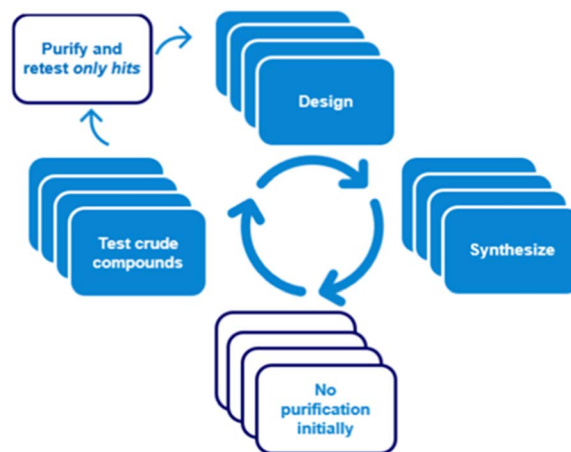 Purify and
retest only hits
Design
Test crude
compounds
Synthesize
No
purification
initially